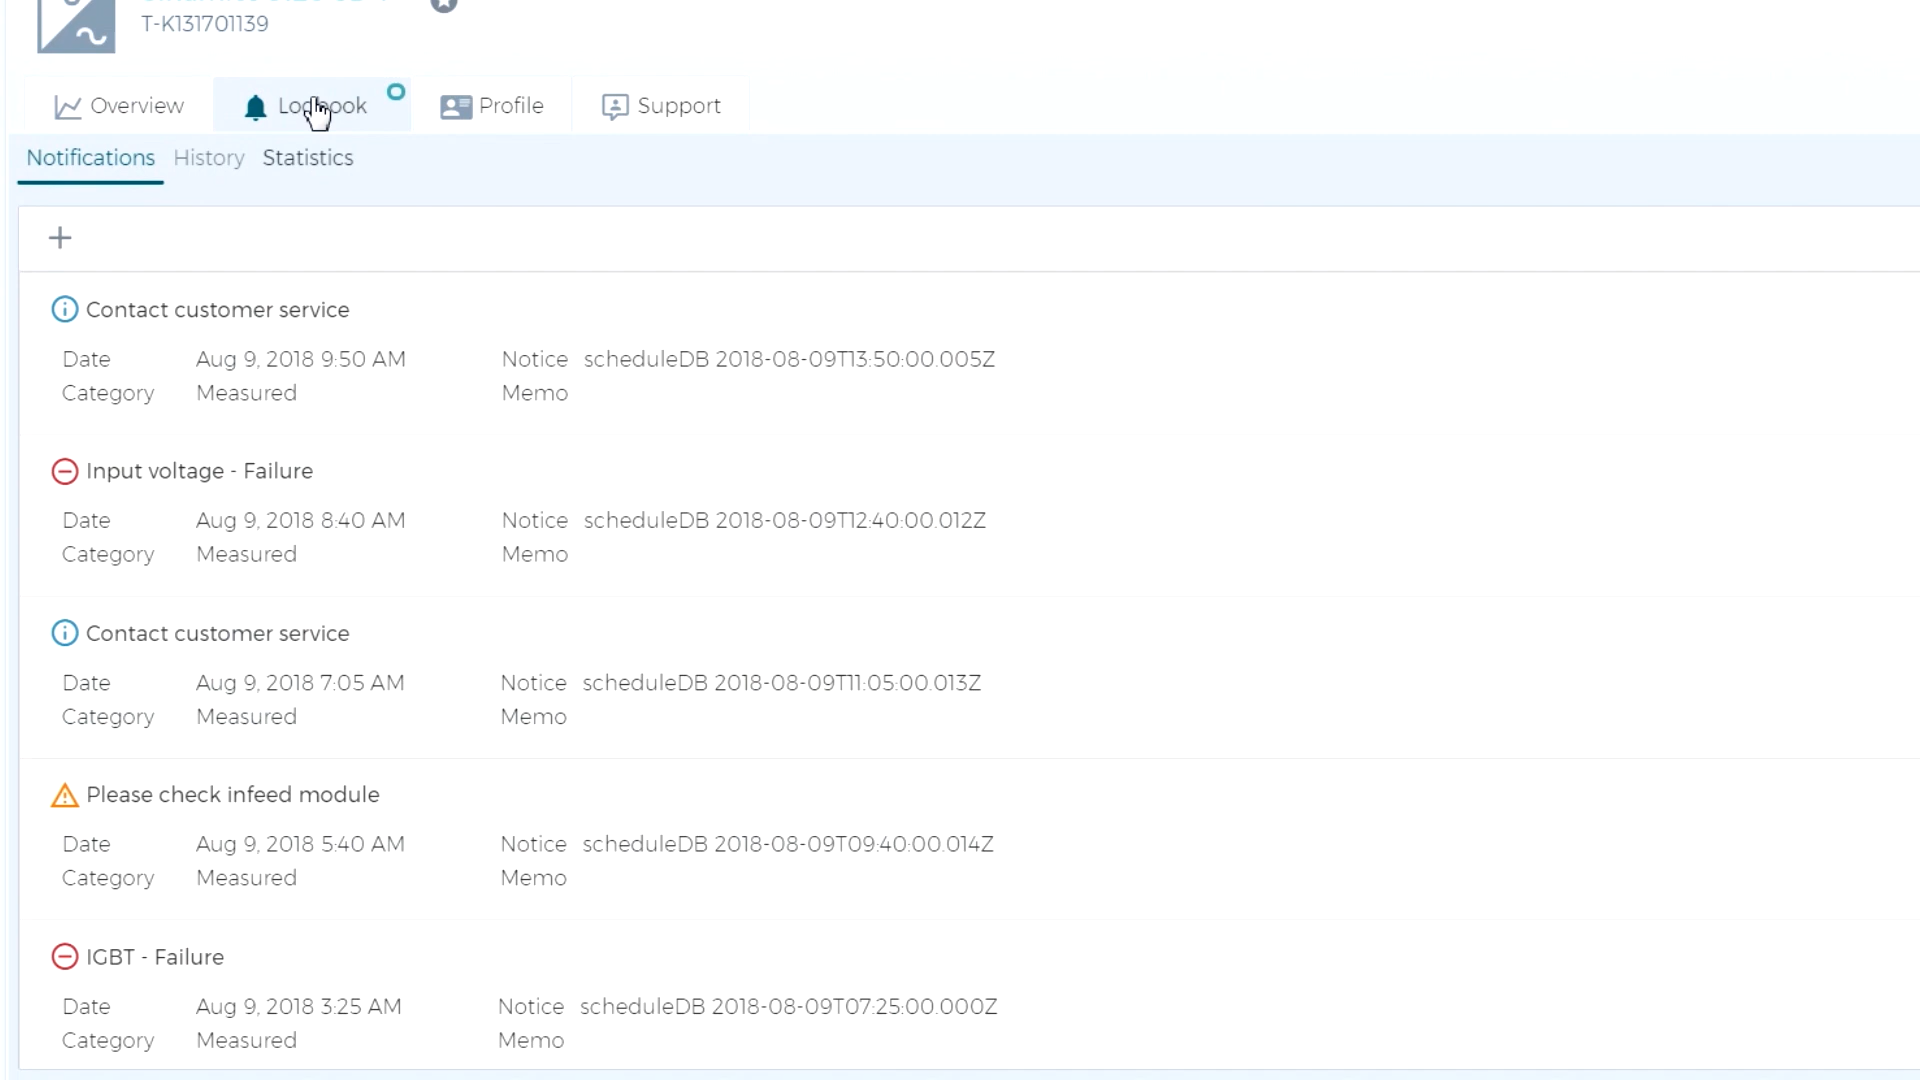 T-K131701139
Overview
Logbook
Profile
Support
Notifications History Statistics
Contact customer service
Date Aug 9, 2018 9:50 AM Notice scheduleDB 2018-08-09T13:50:00.005Z
Category Measured Memo
Input voltage - Failure
Date Aug 9, 2018 8:40 AM Notice scheduleDB 2018-08-09T12:40:00.012Z
Category Measured Memo
Contact customer service
Date Aug 9, 2018 7:05 AM Notice scheduleDB 2018-08-09T11:05:00.013Z
Category Measured Memo
Please check infeed module
Date Aug 9, 2018 5:40 AM Notice scheduleDB 2018-08-09T09:40:00.014Z
Category Measured Memo
IGBT - Failure
Date Aug 9, 2018 3:25 AM Notice scheduleDB 2018-08-09T07:25:00.000Z
Category Measured Memo